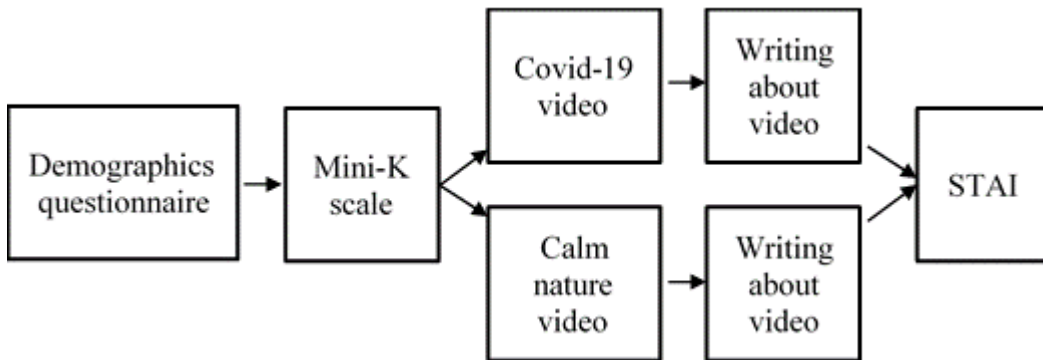 Demographics
questionnaire
Mini-K
scale
Covid-19
video
Writing
about
video
Calm
nature
video
Writing
about
video
STAI